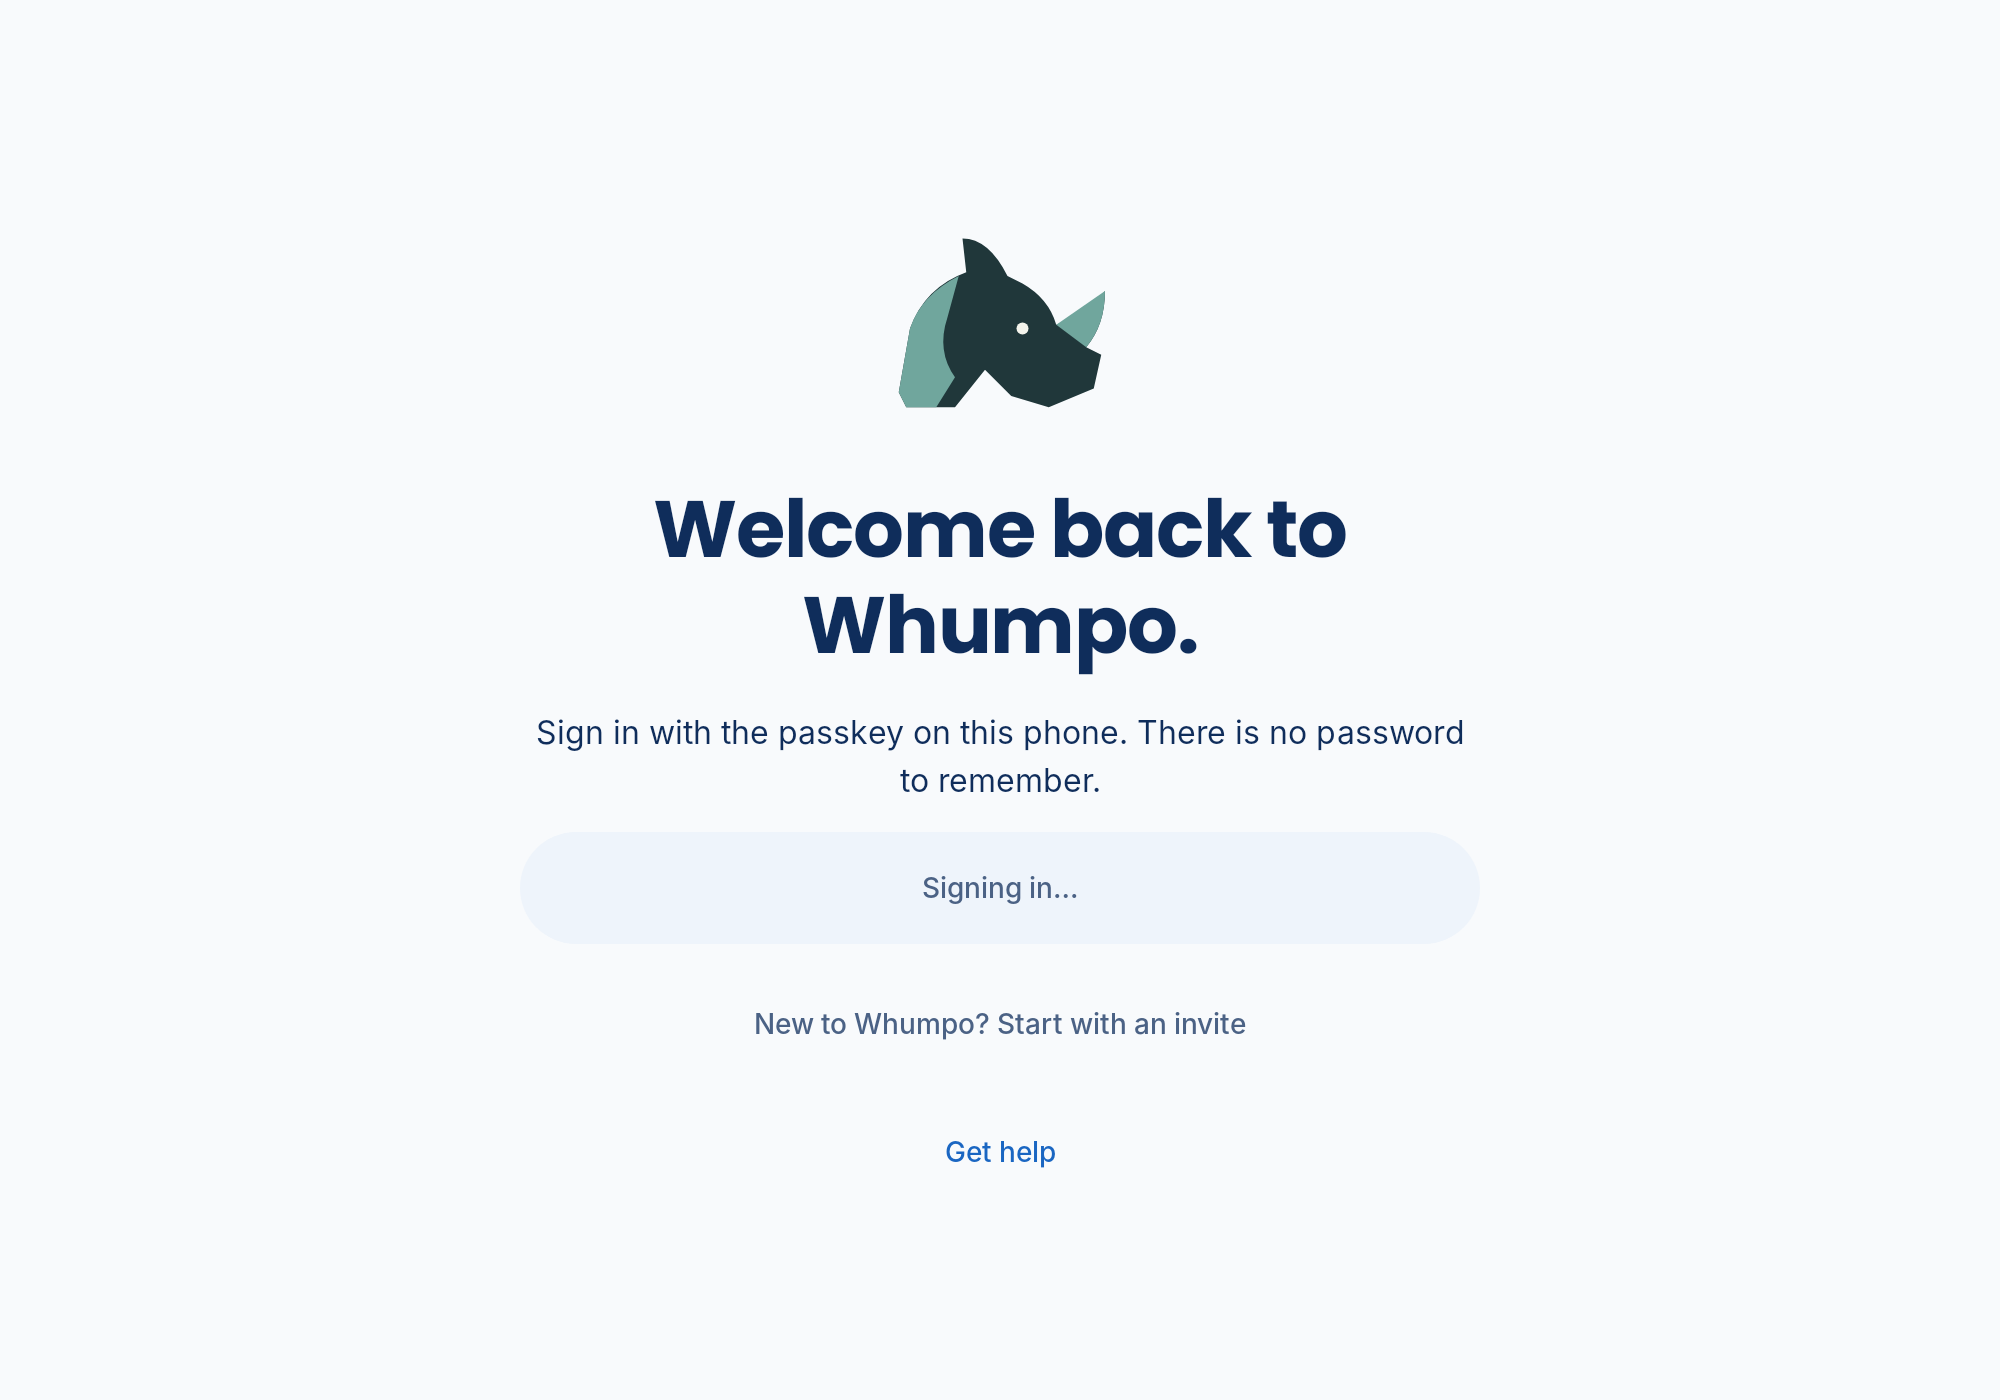 Welcome back to
Whumpo.
Sign in with the passkey on this phone. There is no password
to remember.
Signing in...
New to Whumpo? Start with an invite
Get help